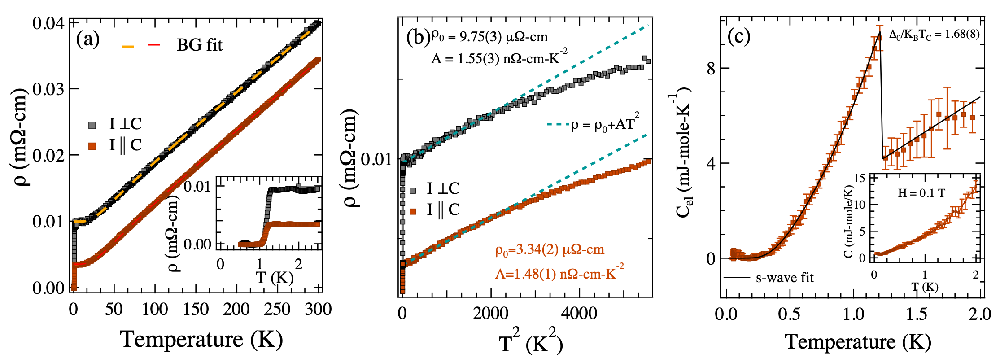 (a)
BG fit
I ⊥C
I ∥ C
ρ (mΩ-cm)
0.04
0.03
0.02
0.01
0.00
0 50 100 150 200 250 300
Temperature (K)
ρ (mΩ-cm)
0.01
0.00
0 1 2
T (K)
(b)
ρ₀ = 9.75(3) μΩ-cm
A = 1.55(3) nΩ-cm-K⁻²
ρ = ρ₀+AT²
I ⊥C
I ∥ C
ρ₀=3.34(2) μΩ-cm
A=1.48(1) nΩ-cm-K⁻²
ρ (mΩ-cm)
0.01
0 2000 4000
T² (K²)
(c)
Δ₀/K_BT_C = 1.68(8)
C_el (mJ-mole-K⁻¹)
8
4
0
s-wave fit
0.0 0.5 1.0 1.5 2.0
Temperature (K)
H = 0.1 T
C (mJ-mole/K)
15
10
5
0
0 1 2
T (K)